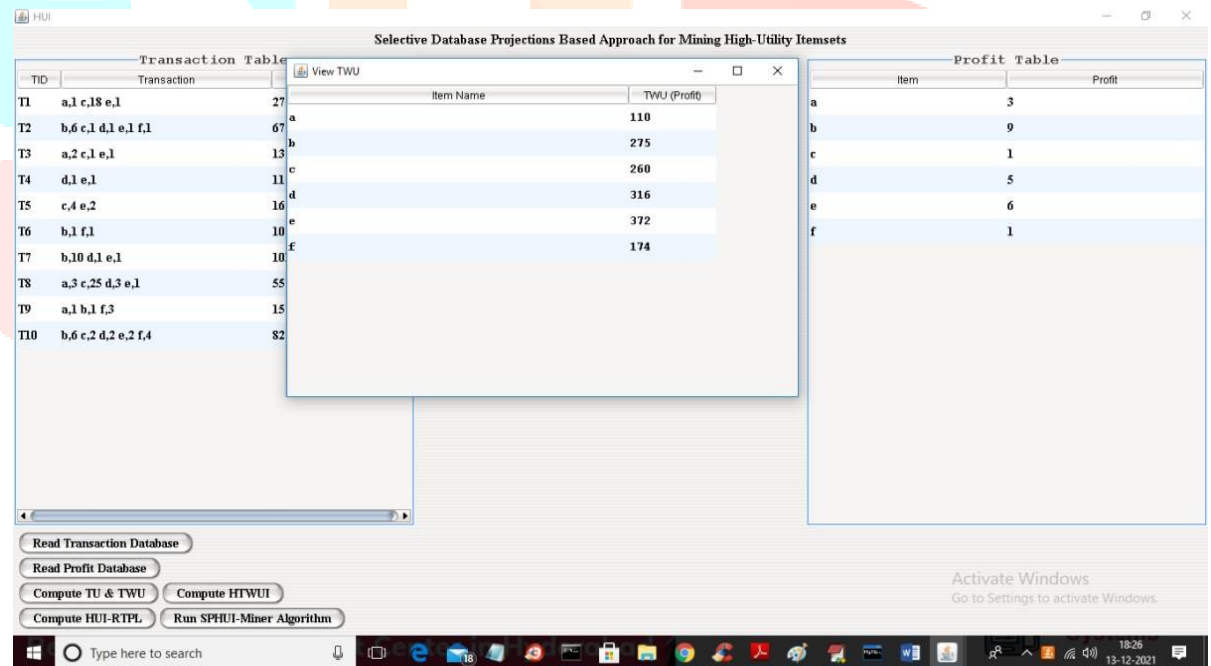 HUI
Selective Database Projections Based Approach for Mining High-Utility Itemsets
Transaction Table
TID Transaction
T1 a,1 c,18 e,1 27
T2 b,6 c,1 d,1 e,1 f,1 67
T3 a,2 c,1 e,1 13
T4 d,1 e,1 11
T5 c,4 e,2 16
T6 b,1 f,1 10
T7 b,10 d,1 e,1 10
T8 a,3 c,25 d,3 e,1 55
T9 a,1 b,1 f,3 15
T10 b,6 c,2 d,2 e,2 f,4 82
View TWU
Item Name TWU (Profit)
a 110
b 275
c 260
d 316
e 372
f 174
Profit Table
Item Profit
a 3
b 9
c 1
d 5
e 6
f 1
Read Transaction Database
Read Profit Database
Compute TU & TWU Compute HTWUI
Compute HUI-RTPL Run SPHUI-Miner Algorithm
Activate Windows
Go to Settings to activate Windows.
Type here to search
18
18:26
13-12-2021